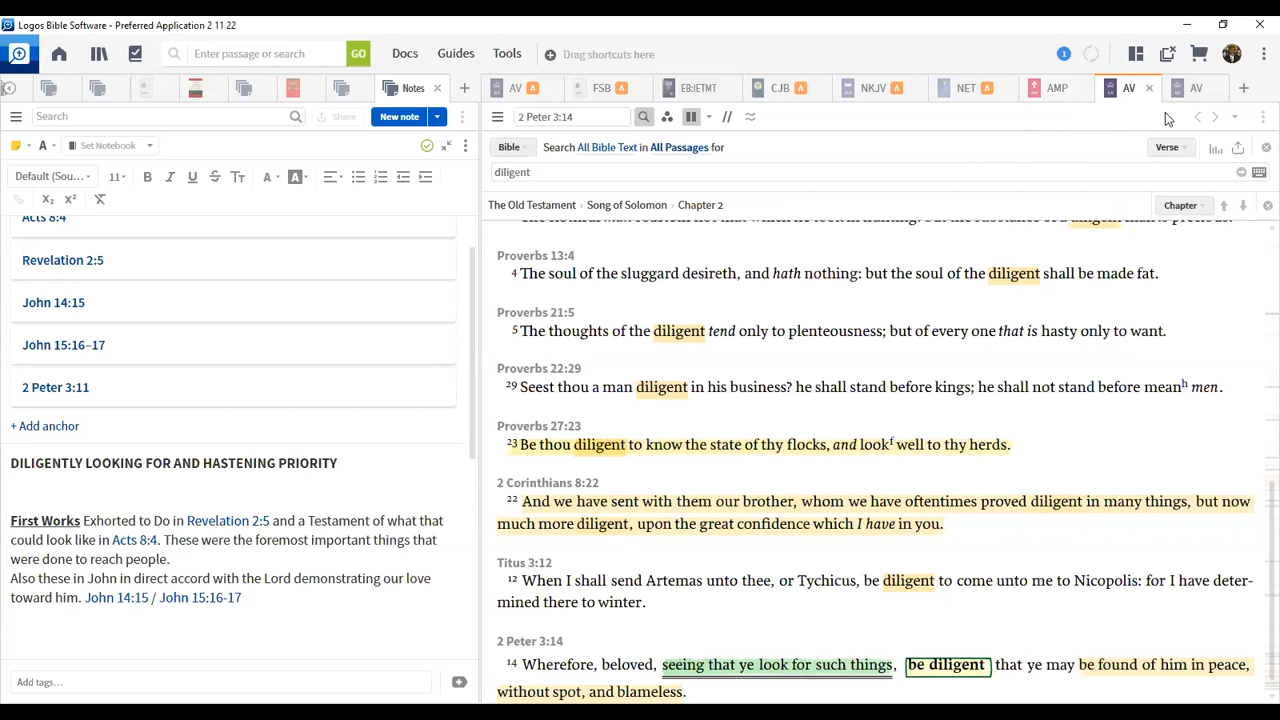 Logos Bible Software - Preferred Application 2 11 22
Enter passage or search GO Docs Guides Tools Drag shortcuts here 1
Notes AV A FSB A EB:IETMT CJB A NKJV A NET A AMP AV AV
Search Share New note
2 Peter 3:14
A Set Notebook
Bible Search All Bible Text in All Passages for Verse
Default (Sou... 11 B I U S TT A A
diligent
X₂ X²
The Old Testament › Song of Solomon › Chapter 2 Chapter
Acts 8:4
Revelation 2:5
John 14:15
John 15:16–17
2 Peter 3:11
+ Add anchor
DILIGENTLY LOOKING FOR AND HASTENING PRIORITY
First Works Exhorted to Do in Revelation 2:5 and a Testament of what that
could look like in Acts 8:4. These were the foremost important things that
were done to reach people.
Also these in John in direct accord with the Lord demonstrating our love
toward him. John 14:15 / John 15:16-17
Add tags...
Proverbs 13:4
4 The soul of the sluggard desireth, and hath nothing: but the soul of the diligent shall be made fat.
Proverbs 21:5
5 The thoughts of the diligent tend only to plenteousness; but of every one that is hasty only to want.
Proverbs 22:29
29 Seest thou a man diligent in his business? he shall stand before kings; he shall not stand before meanh men.
Proverbs 27:23
23 Be thou diligent to know the state of thy flocks, and lookf well to thy herds.
2 Corinthians 8:22
22 And we have sent with them our brother, whom we have oftentimes proved diligent in many things, but now
much more diligent, upon the great confidence which I have in you.
Titus 3:12
12 When I shall send Artemas unto thee, or Tychicus, be diligent to come unto me to Nicopolis: for I have deter-
mined there to winter.
2 Peter 3:14
14 Wherefore, beloved, seeing that ye look for such things, be diligent that ye may be found of him in peace,
without spot, and blameless.